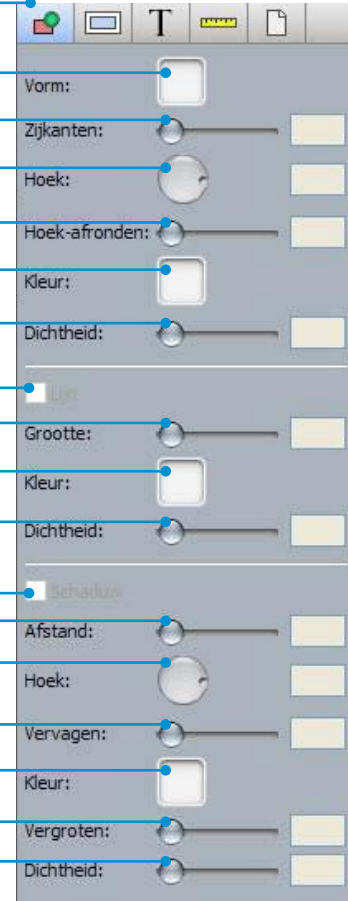 T
Vorm:
Zijkanten:
Hoek:
Hoek-afronden:
Kleur:
Dichtheid:
Lijn
Grootte:
Kleur:
Dichtheid:
Schaduw
Afstand:
Hoek:
Vervagen:
Kleur:
Vergroten:
Dichtheid: